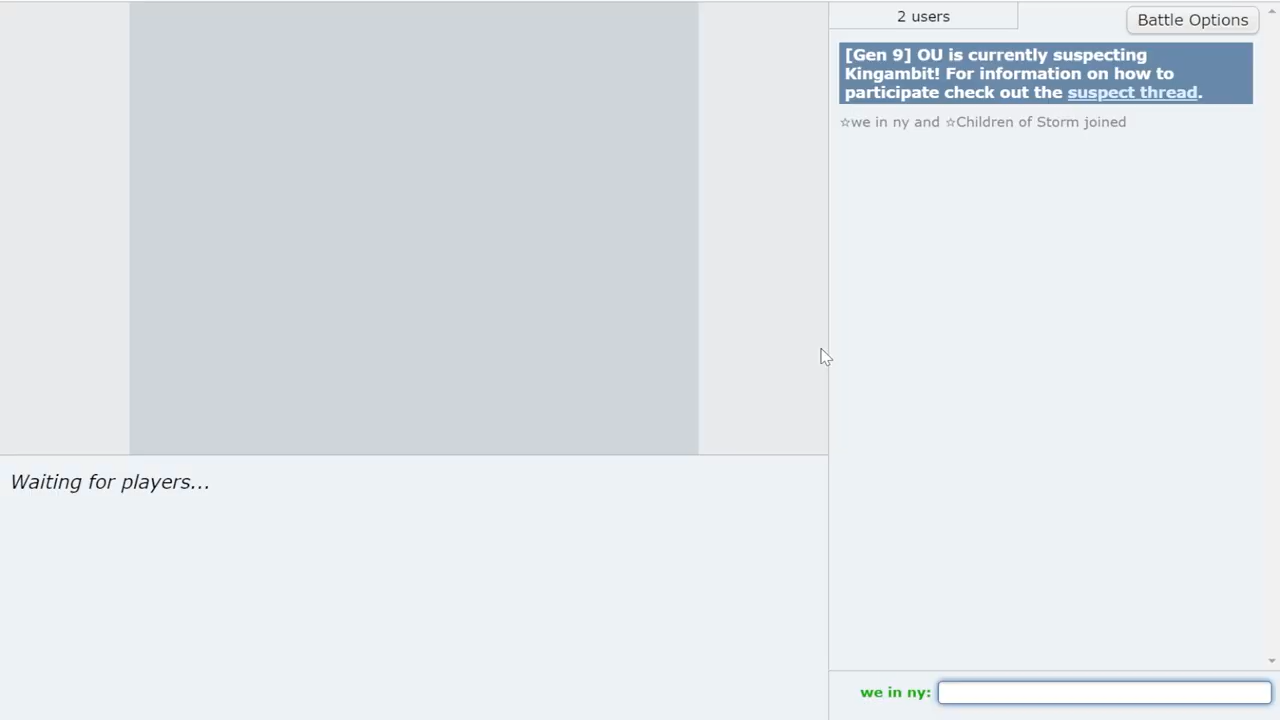 2 users
Battle Options
[Gen 9] OU is currently suspecting
Kingambit! For information on how to
participate check out the suspect thread.
☆we in ny and ☆Children of Storm joined
Waiting for players...
we in ny: